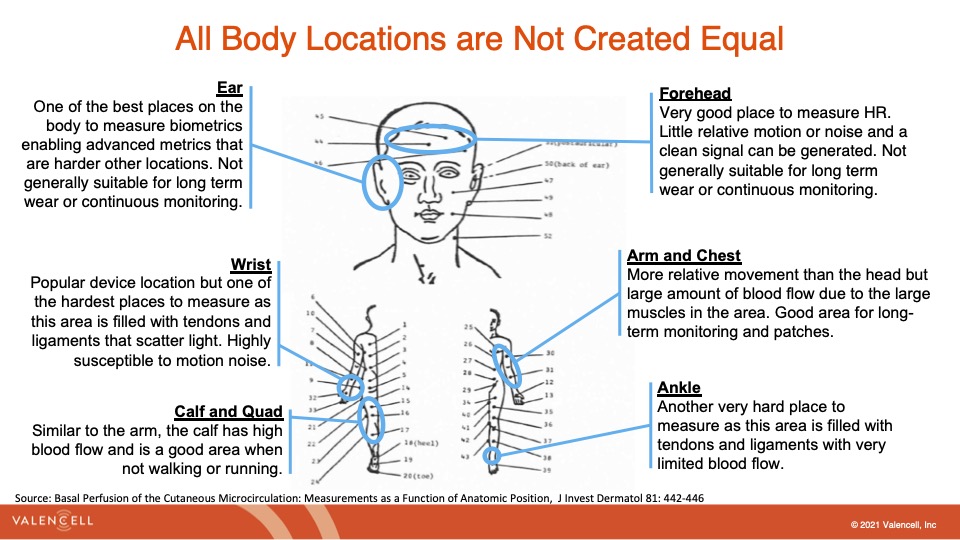 All Body Locations are Not Created Equal
Ear
One of the best places on the
body to measure biometrics
enabling advanced metrics that
are harder other locations. Not
generally suitable for long term
wear or continuous monitoring.
Forehead
Very good place to measure HR.
Little relative motion or noise and a
clean signal can be generated. Not
generally suitable for long term
wear or continuous monitoring.
45
44
46
50(back of ear)
47
49
48
52
Wrist
Popular device location but one of
the hardest places to measure as
this area is filled with tendons and
ligaments that scatter light. Highly
susceptible to motion noise.
Arm and Chest
More relative movement than the head but
large amount of blood flow due to the large
muscles in the area. Good area for long-
term monitoring and patches.
Calf and Quad
Similar to the arm, the calf has high
blood flow and is a good area when
not walking or running.
Ankle
Another very hard place to
measure as this area is filled with
tendons and ligaments with very
limited blood flow.
6
10
7
8
9
32
33
21
22
1
2
3
4
5
14
15
16
17
18(heel)
19
20(toe)
25
26
27
28
29
34
40
41
42
43
30
31
12
13
35
36
37
38
39
Source: Basal Perfusion of the Cutaneous Microcirculation: Measurements as a Function of Anatomic Position, J Invest Dermatol 81: 442-446
VALENCELL
© 2021 Valencell, Inc